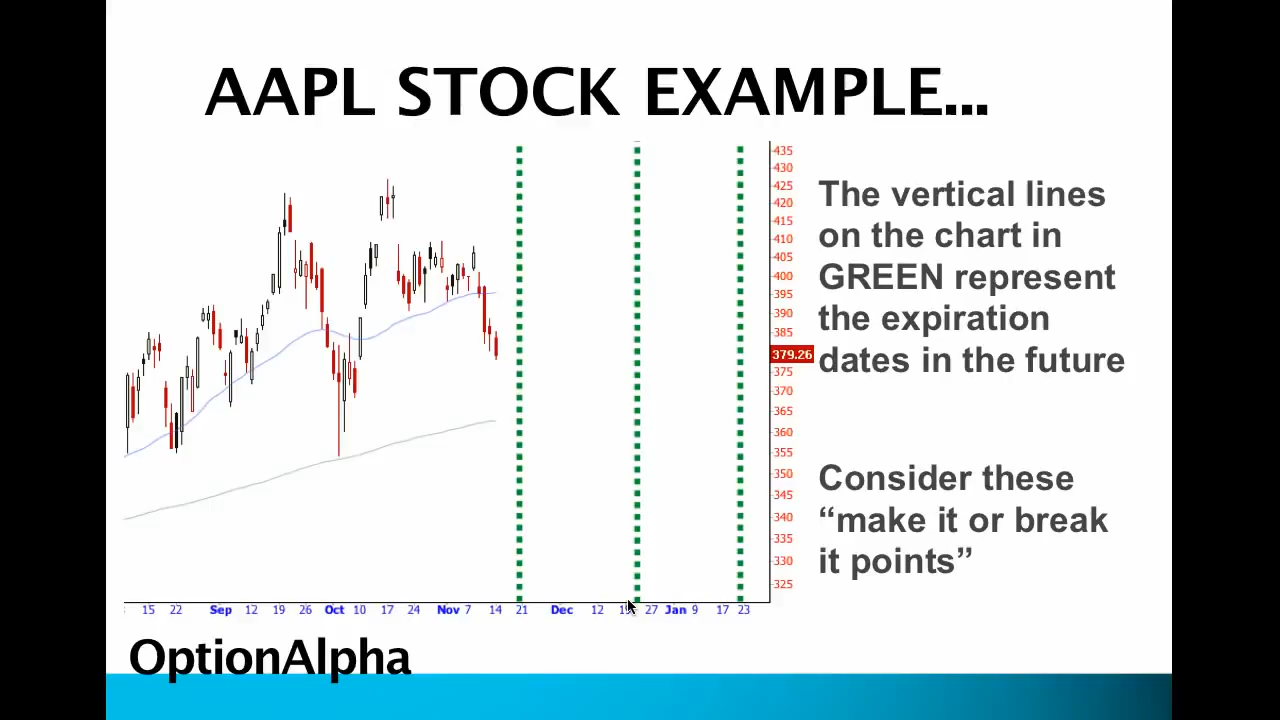 AAPL STOCK EXAMPLE...
435
430
425
420
415
410
405
400
395
390
385
379.26
375
370
365
360
355
350
345
340
335
330
325
15 22 Sep 12 19 26 Oct 10 17 24 Nov 7 14 21 Dec 12 27 Jan 9 17 23
The vertical lines
on the chart in
GREEN represent
the expiration
dates in the future
Consider these
“make it or break
it points”
OptionAlpha